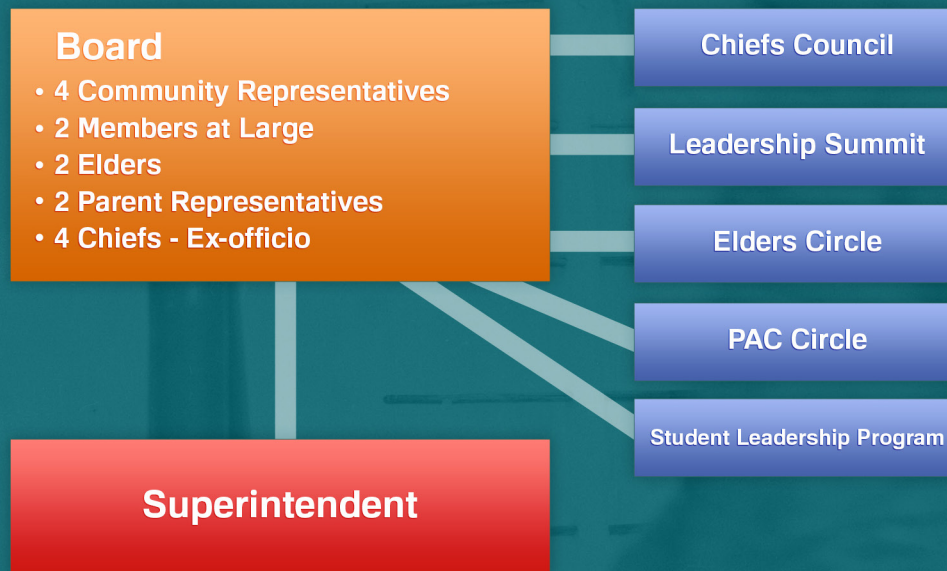 Board
• 4 Community Representatives
• 2 Members at Large
• 2 Elders
• 2 Parent Representatives
• 4 Chiefs - Ex-officio
Chiefs Council
Leadership Summit
Elders Circle
PAC Circle
Student Leadership Program
Superintendent